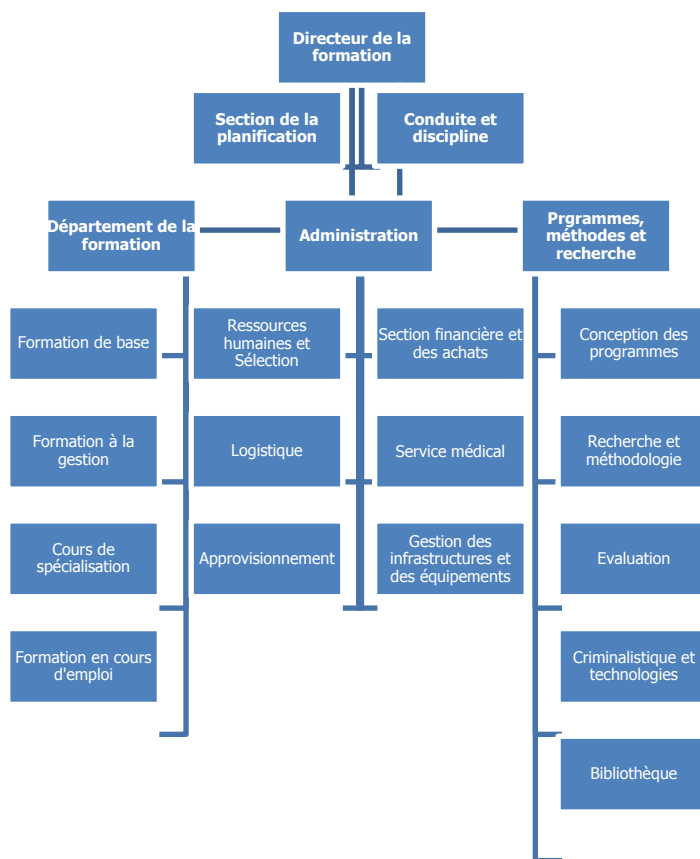 Directeur de la
formation
Section de la
planification
Conduite et
discipline
Département de la
formation
Administration
Prgrammes,
méthodes et
recherche
Formation de base
Ressources
humaines et
Sélection
Section financière et
des achats
Conception des
programmes
Formation à la
gestion
Logistique
Service médical
Recherche et
méthodologie
Cours de
spécialisation
Approvisionnement
Gestion des
infrastructures et
des équipements
Evaluation
Formation en cours
d'emploi
Criminalistique et
technologies
Bibliothèque